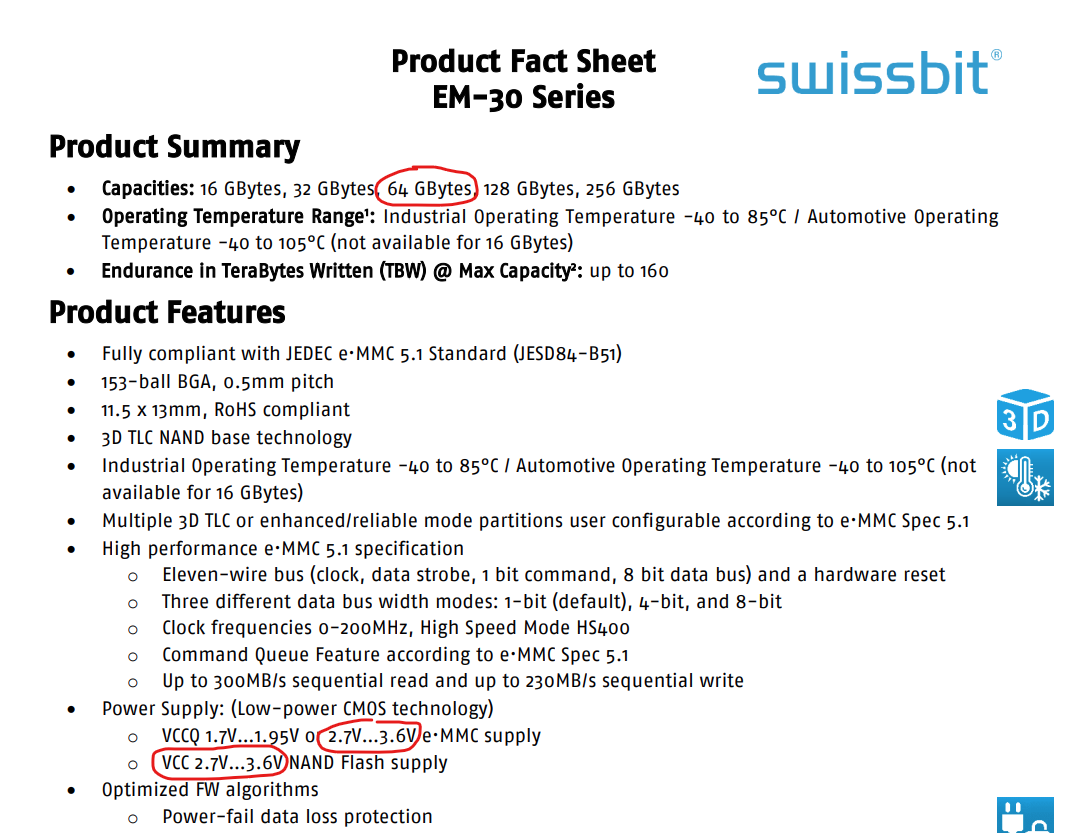 Product Fact Sheet
EM-30 Series
swissbit®
Product Summary
• Capacities: 16 GBytes, 32 GBytes, 64 GBytes, 128 GBytes, 256 GBytes
• Operating Temperature Range¹: Industrial Operating Temperature -40 to 85°C / Automotive Operating
Temperature -40 to 105°C (not available for 16 GBytes)
• Endurance in TeraBytes Written (TBW) @ Max Capacity²: up to 160
Product Features
• Fully compliant with JEDEC e•MMC 5.1 Standard (JESD84-B51)
• 153-ball BGA, 0.5mm pitch
• 11.5 x 13mm, RoHS compliant
• 3D TLC NAND base technology
3D
• Industrial Operating Temperature -40 to 85°C / Automotive Operating Temperature -40 to 105°C (not
available for 16 GBytes)
• Multiple 3D TLC or enhanced/reliable mode partitions user configurable according to e•MMC Spec 5.1
• High performance e•MMC 5.1 specification
o Eleven-wire bus (clock, data strobe, 1 bit command, 8 bit data bus) and a hardware reset
o Three different data bus width modes: 1-bit (default), 4-bit, and 8-bit
o Clock frequencies 0-200MHz, High Speed Mode HS400
o Command Queue Feature according to e•MMC Spec 5.1
o Up to 300MB/s sequential read and up to 230MB/s sequential write
• Power Supply: (Low-power CMOS technology)
o VCCQ 1.7V...1.95V or 2.7V...3.6V e•MMC supply
o VCC 2.7V...3.6V NAND Flash supply
• Optimized FW algorithms
o Power-fail data loss protection